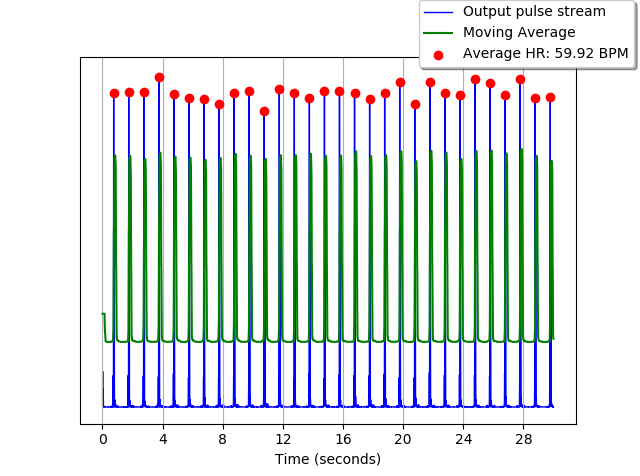 Output pulse stream
Moving Average
Average HR: 59.92 BPM
0 4 8 12 16 20 24 28
Time (seconds)